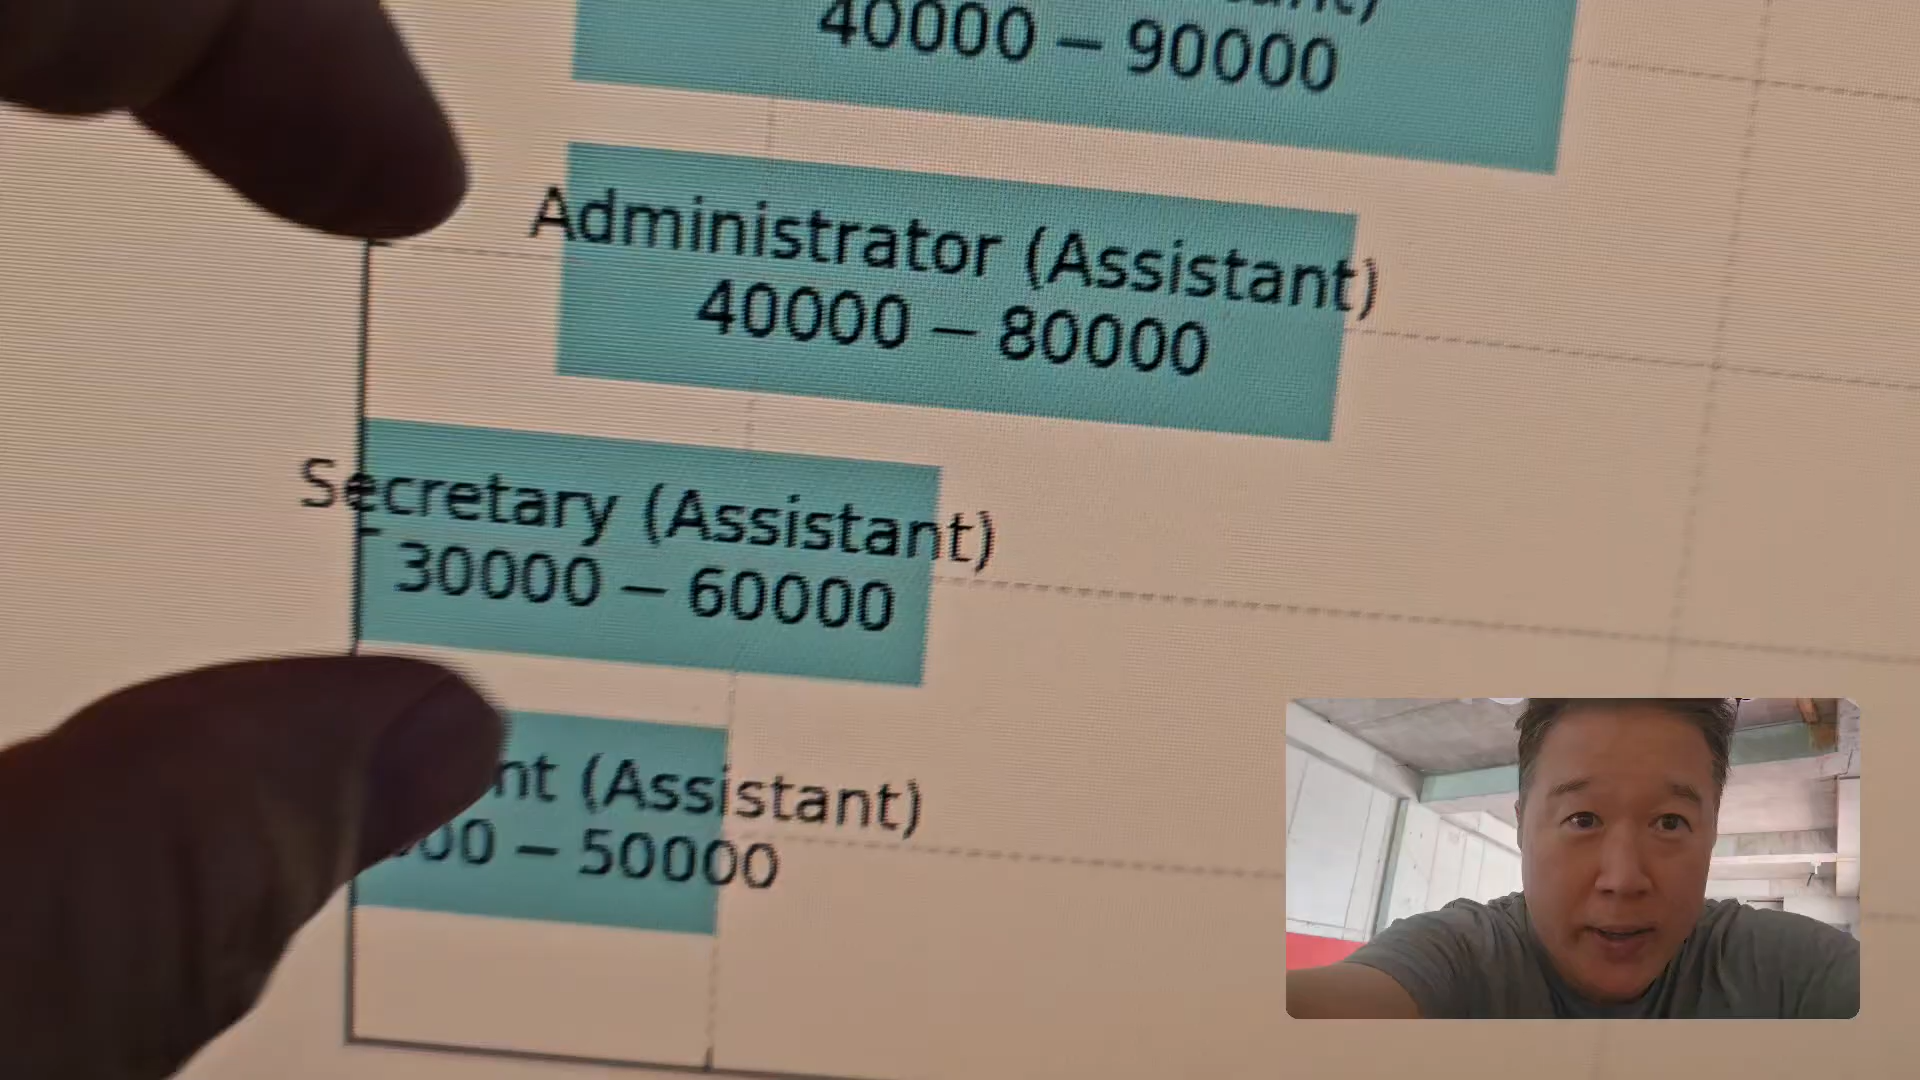 40000 – 90000
Administrator (Assistant)
40000 – 80000
Secretary (Assistant)
30000 – 60000
(Assistant)
– 50000